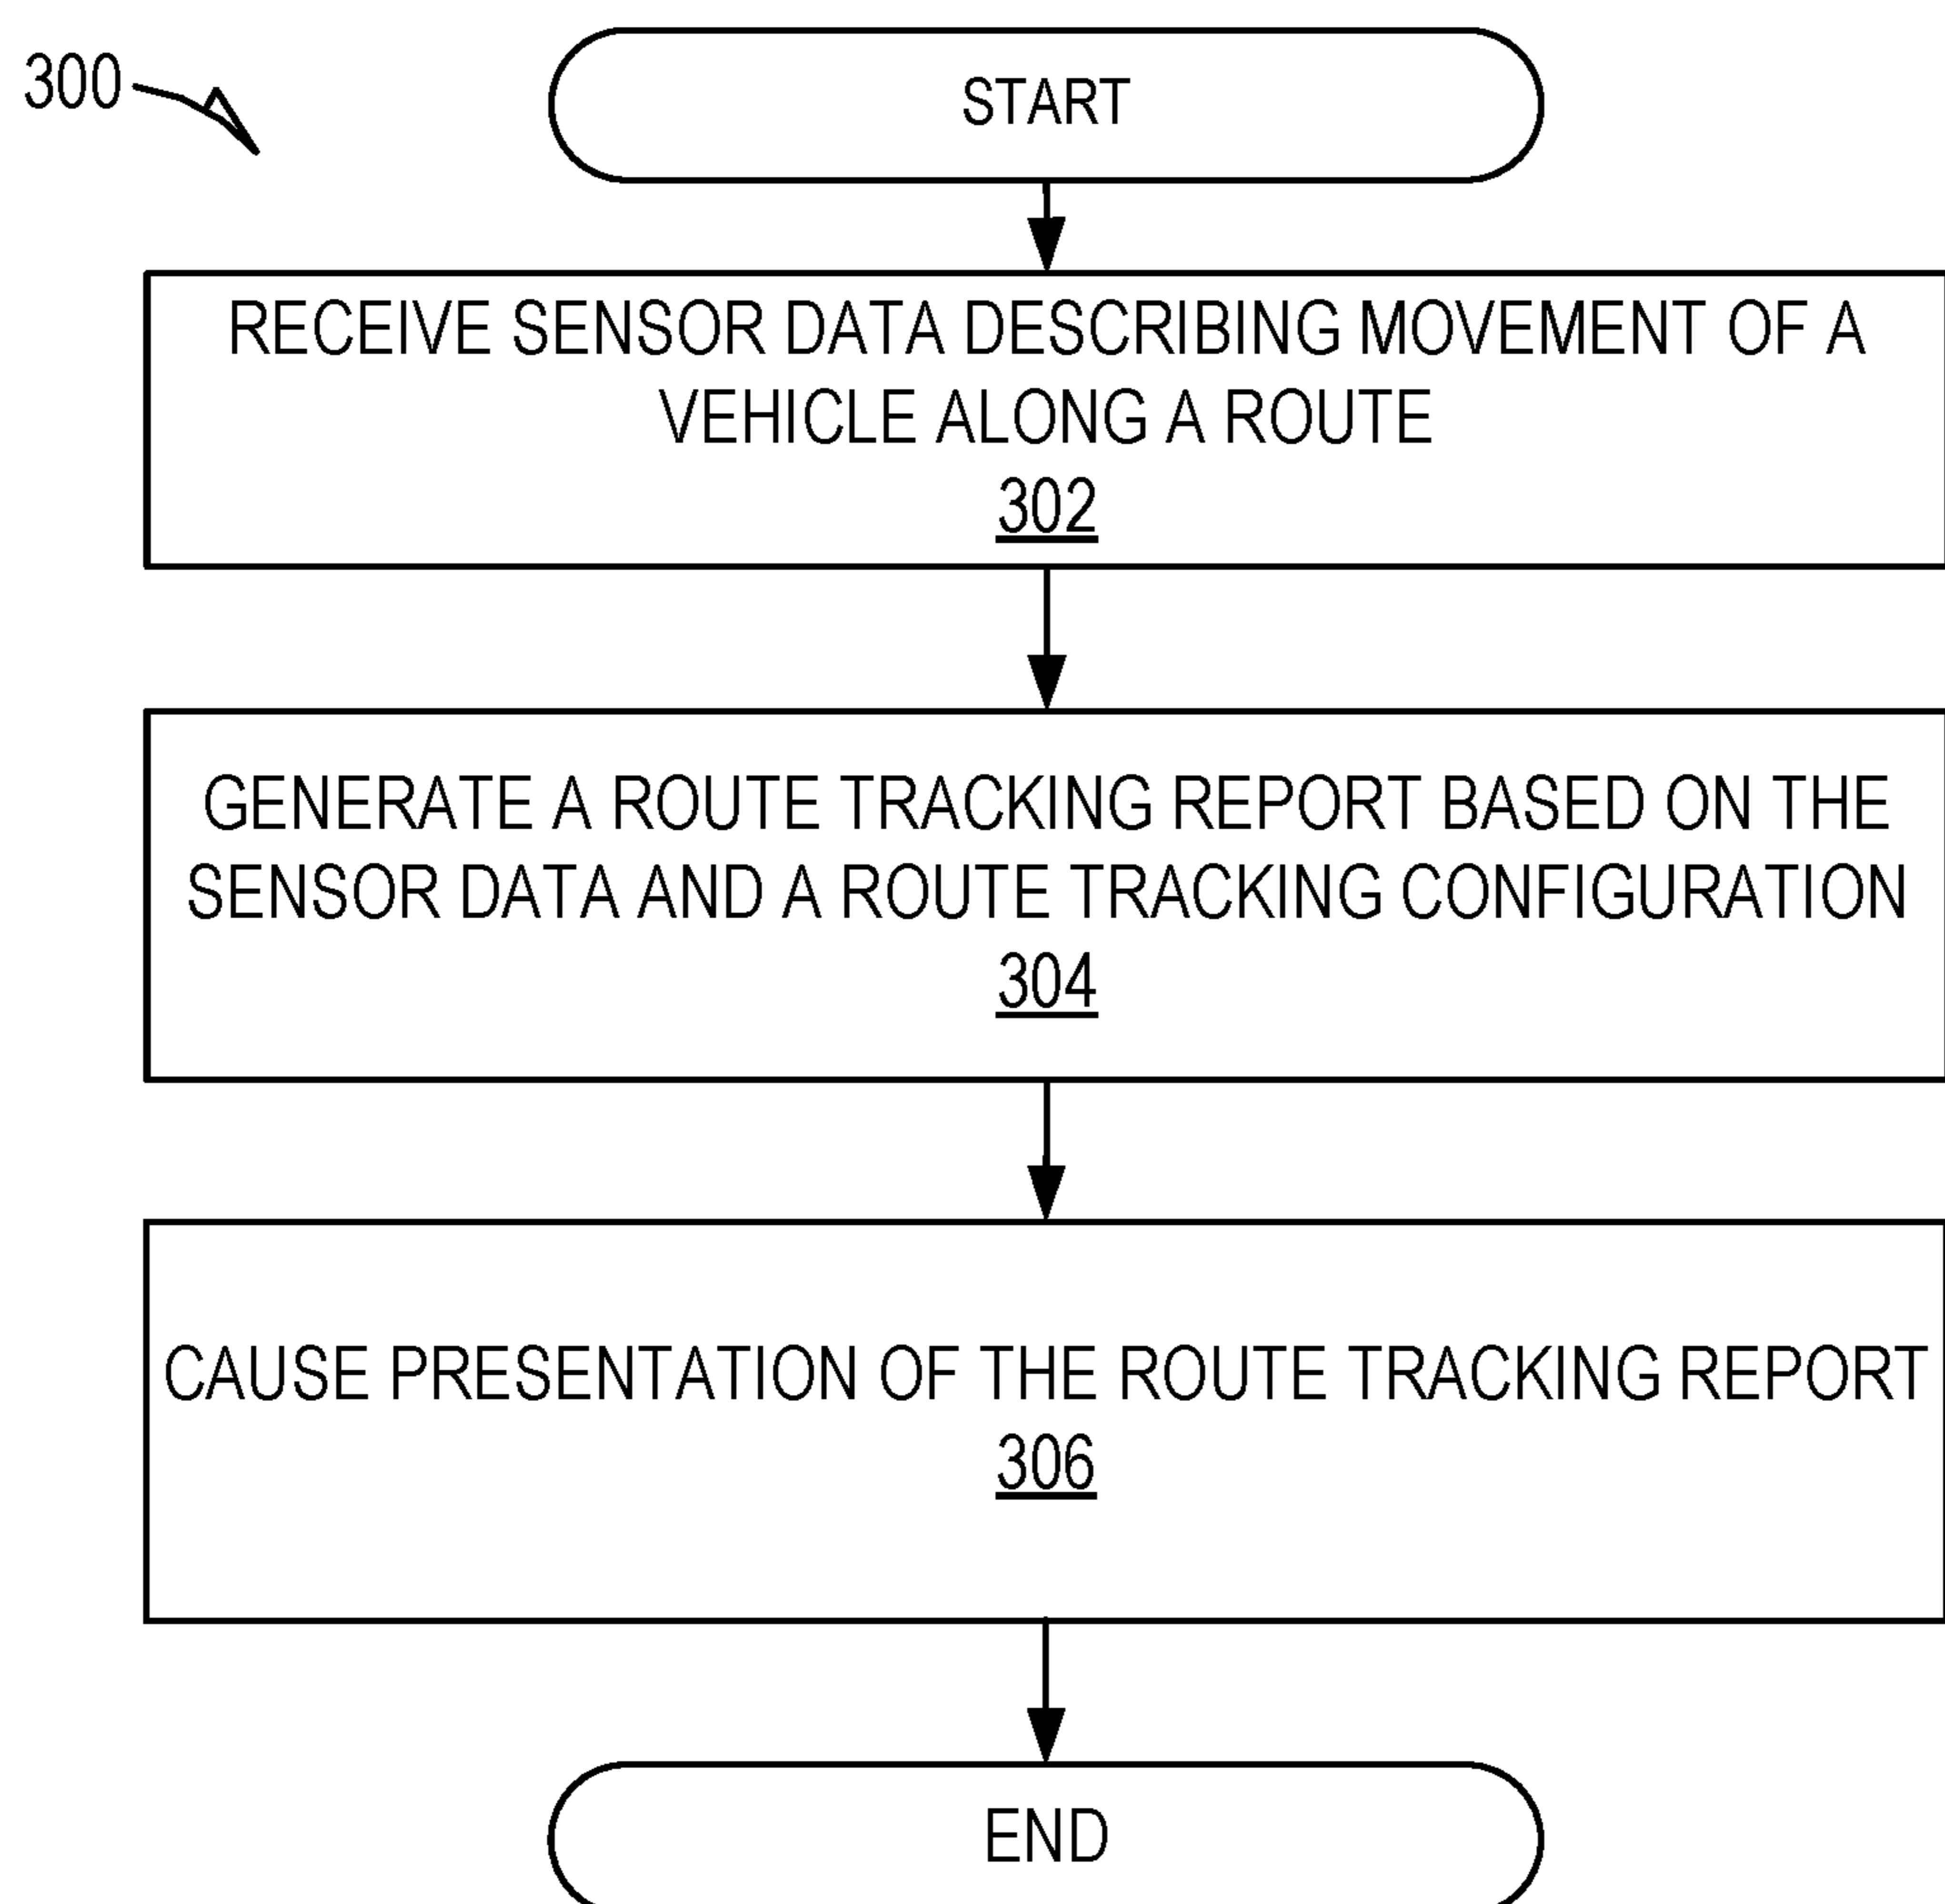 300
START
RECEIVE SENSOR DATA DESCRIBING MOVEMENT OF A
VEHICLE ALONG A ROUTE
302
GENERATE A ROUTE TRACKING REPORT BASED ON THE
SENSOR DATA AND A ROUTE TRACKING CONFIGURATION
304
CAUSE PRESENTATION OF THE ROUTE TRACKING REPORT
306
END